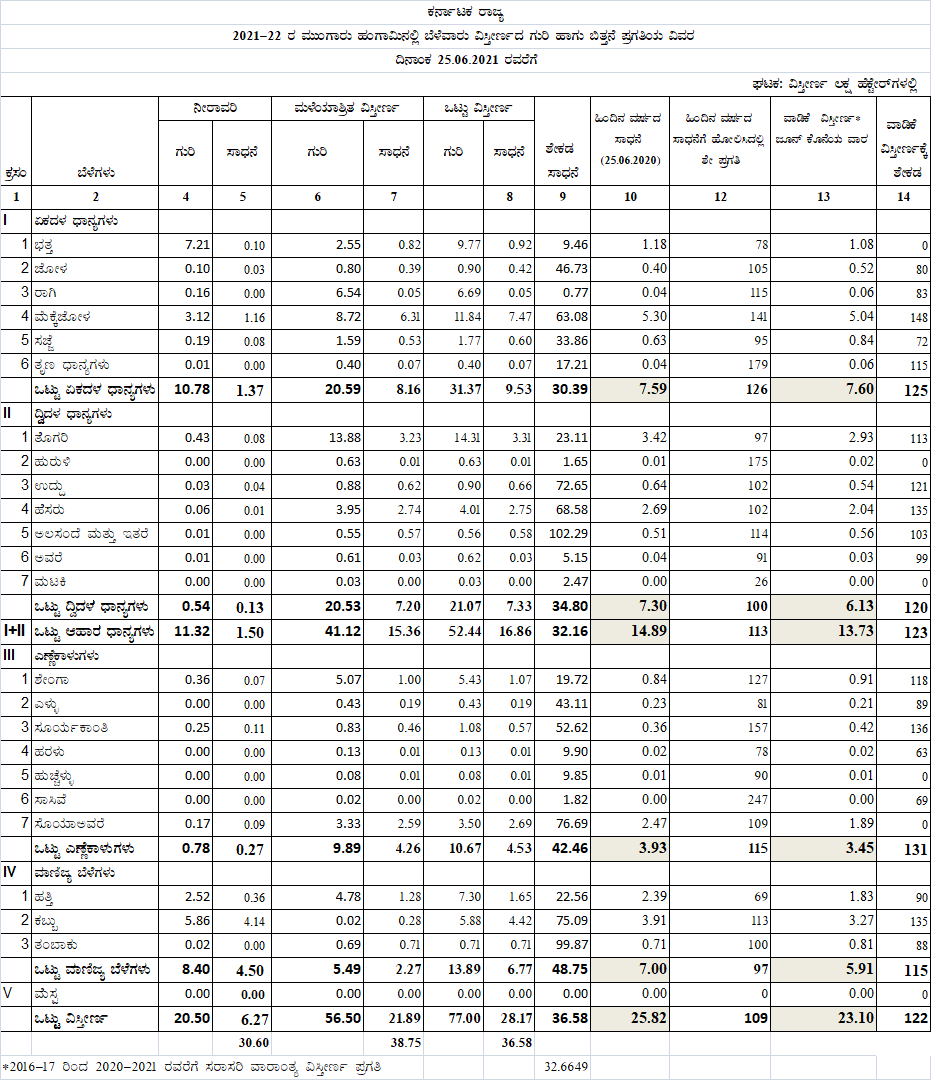 ಕರ್ನಾಟಕ ರಾಜ್ಯ
2021–22 ರ ಮುಂಗಾರು ಹಂಗಾಮಿನಲ್ಲಿ ಬೆಳೆವಾರು ವಿಸ್ತೀರ್ಣದ ಗುರಿ ಹಾಗು ಬಿತ್ತನೆ ಪ್ರಗತಿಯ ವಿವರ
ದಿನಾಂಕ 25.06.2021 ರವರೆಗೆ
ಘಟಕ: ವಿಸ್ತೀರ್ಣ ಲಕ್ಷ ಹೆಕ್ಟೇರ್‌ಗಳಲ್ಲಿ
ಕ್ರಸಂ ಬೆಳೆಗಳು ನೀರಾವರಿ ಮಳೆಯಾಶ್ರಿತ ವಿಸ್ತೀರ್ಣ ಒಟ್ಟು ವಿಸ್ತೀರ್ಣ ಶೇಕಡ ಸಾಧನೆ ಹಿಂದಿನ ವರ್ಷದ ಸಾಧನೆ (25.06.2020) ಹಿಂದಿನ ವರ್ಷದ ಸಾಧನೆಗೆ ಹೋಲಿಸಿದಲ್ಲಿ ಶೇ ಪ್ರಗತಿ ವಾಡಿಕೆ ವಿಸ್ತೀರ್ಣ* ಜೂನ್ ಕೊನೆಯ ವಾರ ವಾಡಿಕೆ ವಿಸ್ತೀರ್ಣಕ್ಕೆ ಶೇಕಡ
ಗುರಿ ಸಾಧನೆ ಗುರಿ ಸಾಧನೆ ಗುರಿ ಸಾಧನೆ
1 2 4 5 6 7 8 9 10 12 13 14
I ಏಕದಳ ಧಾನ್ಯಗಳು
1 ಭತ್ತ 7.21 0.10 2.55 0.82 9.77 0.92 9.46 1.18 78 1.08 0
2 ಜೋಳ 0.10 0.03 0.80 0.39 0.90 0.42 46.73 0.40 105 0.52 80
3 ರಾಗಿ 0.16 0.00 6.54 0.05 6.69 0.05 0.77 0.04 115 0.06 83
4 ಮೆಕ್ಕೆಜೋಳ 3.12 1.16 8.72 6.31 11.84 7.47 63.08 5.30 141 5.04 148
5 ಸಜ್ಜೆ 0.19 0.08 1.59 0.53 1.77 0.60 33.86 0.63 95 0.84 72
6 ತೃಣ ಧಾನ್ಯಗಳು 0.01 0.00 0.40 0.07 0.40 0.07 17.21 0.04 179 0.06 115
ಒಟ್ಟು ಏಕದಳ ಧಾನ್ಯಗಳು 10.78 1.37 20.59 8.16 31.37 9.53 30.39 7.59 126 7.60 125
II ದ್ವಿದಳ ಧಾನ್ಯಗಳು
1 ತೊಗರಿ 0.43 0.08 13.88 3.23 14.31 3.31 23.11 3.42 97 2.93 113
2 ಹುರುಳಿ 0.00 0.00 0.63 0.01 0.63 0.01 1.65 0.01 175 0.02 0
3 ಉದ್ದು 0.03 0.04 0.88 0.62 0.90 0.66 72.65 0.64 102 0.54 121
4 ಹೆಸರು 0.06 0.01 3.95 2.74 4.01 2.75 68.58 2.69 102 2.04 135
5 ಅಲಸಂದೆ ಮತ್ತು ಇತರೆ 0.01 0.00 0.55 0.57 0.56 0.58 102.29 0.51 114 0.56 103
6 ಅವರೆ 0.01 0.00 0.61 0.03 0.62 0.03 5.15 0.04 91 0.03 99
7 ಮಟಕಿ 0.00 0.00 0.03 0.00 0.03 0.00 2.47 0.00 26 0.00 0
ಒಟ್ಟು ದ್ವಿದಳ ಧಾನ್ಯಗಳು 0.54 0.13 20.53 7.20 21.07 7.33 34.80 7.30 100 6.13 120
I+II ಒಟ್ಟು ಆಹಾರ ಧಾನ್ಯಗಳು 11.32 1.50 41.12 15.36 52.44 16.86 32.16 14.89 113 13.73 123
III ಎಣ್ಣೆಕಾಳುಗಳು
1 ಶೇಂಗಾ 0.36 0.07 5.07 1.00 5.43 1.07 19.72 0.84 127 0.91 118
2 ಎಳ್ಳು 0.00 0.00 0.43 0.19 0.43 0.19 43.11 0.23 81 0.21 89
3 ಸೂರ್ಯಕಾಂತಿ 0.25 0.11 0.83 0.46 1.08 0.57 52.62 0.36 157 0.42 136
4 ಹರಳು 0.00 0.00 0.13 0.01 0.13 0.01 9.90 0.02 78 0.02 63
5 ಹುಚ್ಚೆಳ್ಳು 0.00 0.00 0.08 0.01 0.08 0.01 9.85 0.01 90 0.01 0
6 ಸಾಸಿವೆ 0.00 0.00 0.02 0.00 0.02 0.00 1.82 0.00 247 0.00 69
7 ಸೊಯಾಅವರೆ 0.17 0.09 3.33 2.59 3.50 2.69 76.69 2.47 109 1.89 0
ಒಟ್ಟು ಎಣ್ಣೆಕಾಳುಗಳು 0.78 0.27 9.89 4.26 10.67 4.53 42.46 3.93 115 3.45 131
IV ವಾಣಿಜ್ಯ ಬೆಳೆಗಳು
1 ಹತ್ತಿ 2.52 0.36 4.78 1.28 7.30 1.65 22.56 2.39 69 1.83 90
2 ಕಬ್ಬು 5.86 4.14 0.02 0.28 5.88 4.42 75.09 3.91 113 3.27 135
3 ತಂಬಾಕು 0.02 0.00 0.69 0.71 0.71 0.71 99.87 0.71 100 0.81 88
ಒಟ್ಟು ವಾಣಿಜ್ಯ ಬೆಳೆಗಳು 8.40 4.50 5.49 2.27 13.89 6.77 48.75 7.00 97 5.91 115
V ಮೆಸ್ಟ 0.00 0.00 0.00 0.00 0.00 0.00 0.00 0.00 0 0.00 0
ಒಟ್ಟು ವಿಸ್ತೀರ್ಣ 20.50 6.27 56.50 21.89 77.00 28.17 36.58 25.82 109 23.10 122
30.60 38.75 36.58
*2016–17 ರಿಂದ 2020–2021 ರವರೆಗೆ ಸರಾಸರಿ ವಾರಾಂತ್ಯ ವಿಸ್ತೀರ್ಣ ಪ್ರಗತಿ 32.6649